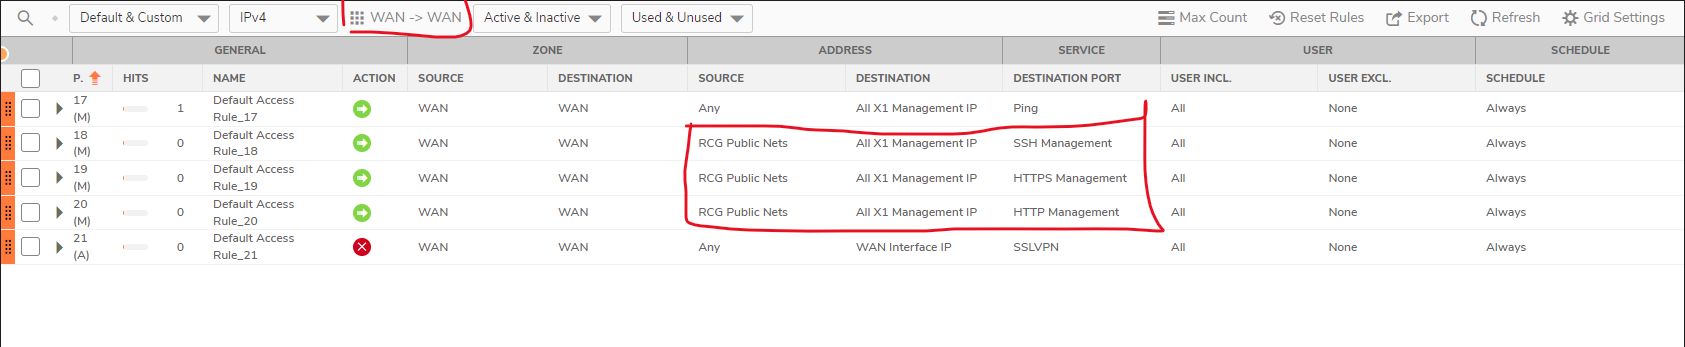 Default & Custom IPv4 WAN -> WAN Active & Inactive Used & Unused Max Count Reset Rules Export Refresh Grid Settings
GENERAL ZONE ADDRESS SERVICE USER SCHEDULE
P. HITS NAME ACTION SOURCE DESTINATION SOURCE DESTINATION DESTINATION PORT USER INCL. USER EXCL. SCHEDULE
17 (M) 1 Default Access Rule_17 WAN WAN Any All X1 Management IP Ping All None Always
18 (M) 0 Default Access Rule_18 WAN WAN RCG Public Nets All X1 Management IP SSH Management All None Always
19 (M) 0 Default Access Rule_19 WAN WAN RCG Public Nets All X1 Management IP HTTPS Management All None Always
20 (M) 0 Default Access Rule_20 WAN WAN RCG Public Nets All X1 Management IP HTTP Management All None Always
21 (A) 0 Default Access Rule_21 WAN WAN Any WAN Interface IP SSLVPN All None Always